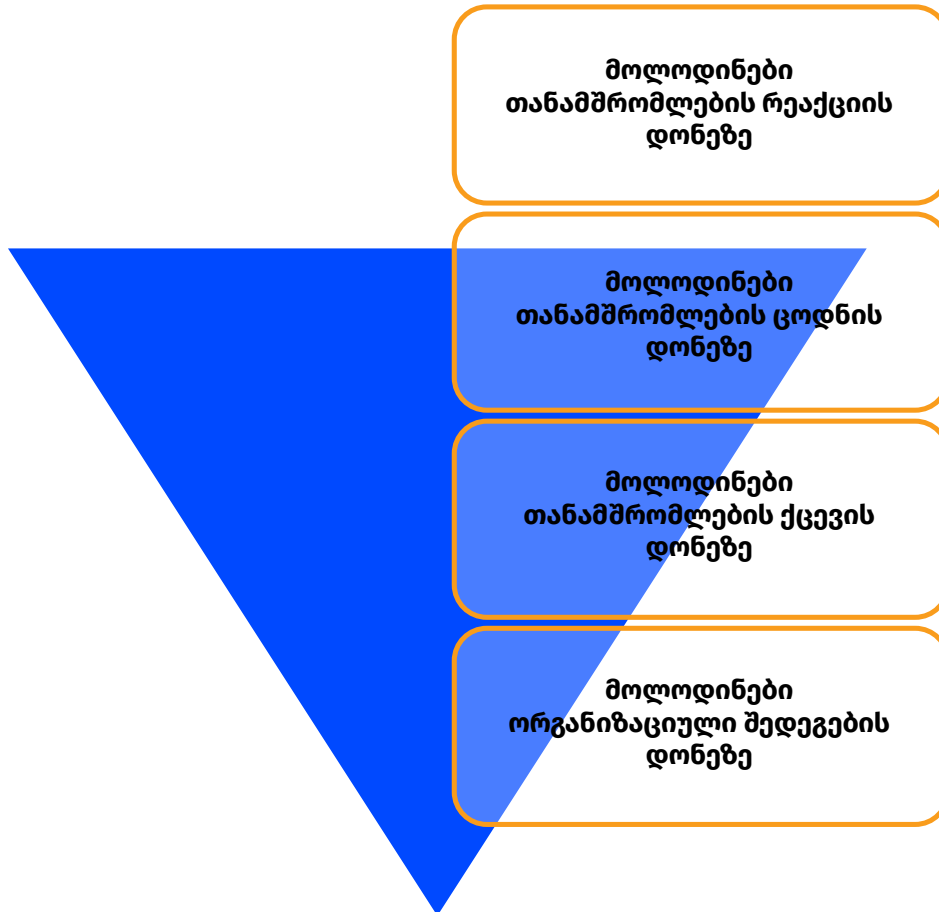 მოლოდინები
თანამშრომლების რეაქციის
დონეზე
მოლოდინები
თანამშრომლების ცოდნის
დონეზე
მოლოდინები
თანამშრომლების ქცევის
დონეზე
მოლოდინები
ორგანიზაციული შედეგების
დონეზე